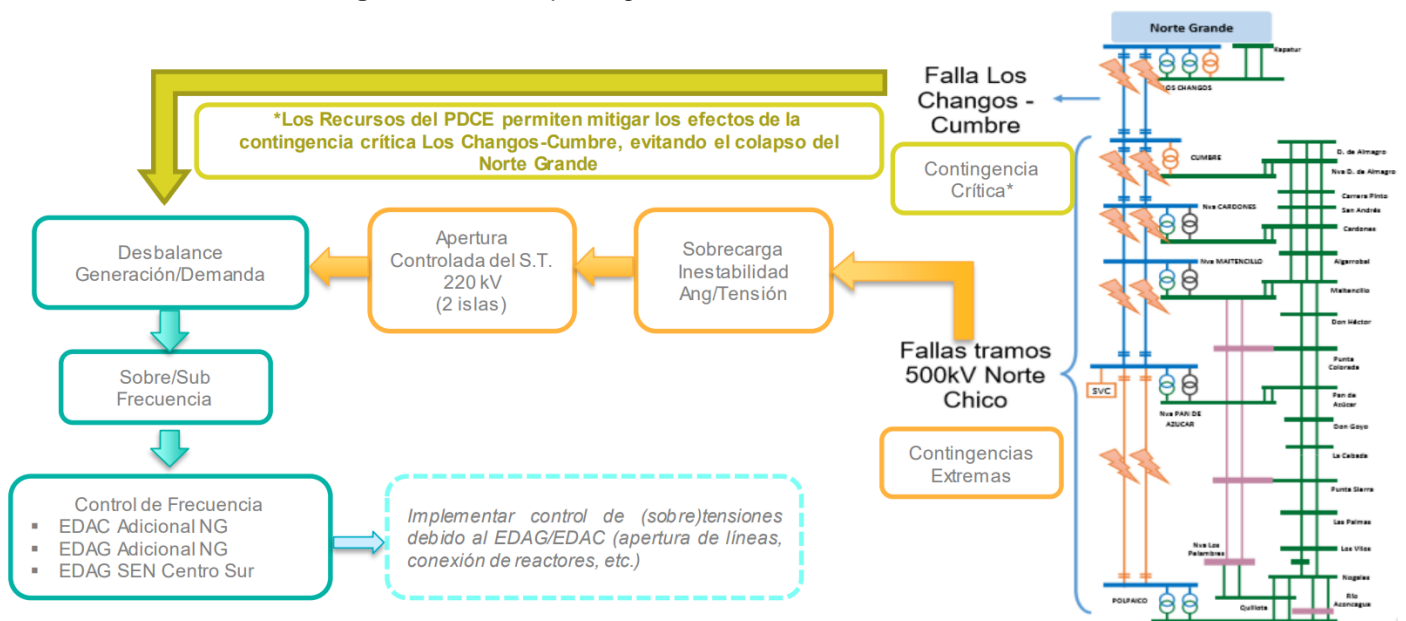 Norte Grande
Kapatur
LOS CHANGOS
Falla Los
Changos -
Cumbre
*Los Recursos del PDCE permiten mitigar los efectos de la
contingencia crítica Los Changos-Cumbre, evitando el colapso del
Norte Grande
Contingencia
Crítica*
CUMBRE
D. de Almagro
Nva D. de Almagro
Carrera Pinto
San Andrés
Nva CARDONES
Cardones
Desbalance
Generación/Demanda
Apertura
Controlada del S.T.
220 kV
(2 islas)
Sobrecarga
Inestabilidad
Ang/Tensión
Nva MAITENCILLO
Algarrobal
Maitencillo
Don Héctor
Sobre/Sub
Frecuencia
Fallas tramos
500kV Norte
Chico
Punta
Colorada
SVC
Nva PAN DE
AZUCAR
Pan de
Azúcar
Don Goyo
Contingencias
Extremas
La Cebada
Punta Sierra
Control de Frecuencia
▪ EDAC Adicional NG
▪ EDAG Adicional NG
▪ EDAG SEN Centro Sur
Implementar control de (sobre)tensiones
debido al EDAG/EDAC (apertura de líneas,
conexión de reactores, etc.)
Las Palmas
Nva Los
Pelambres
Los Vilos
Nogales
POLPAICO
Quillota
Río
Aconcagua